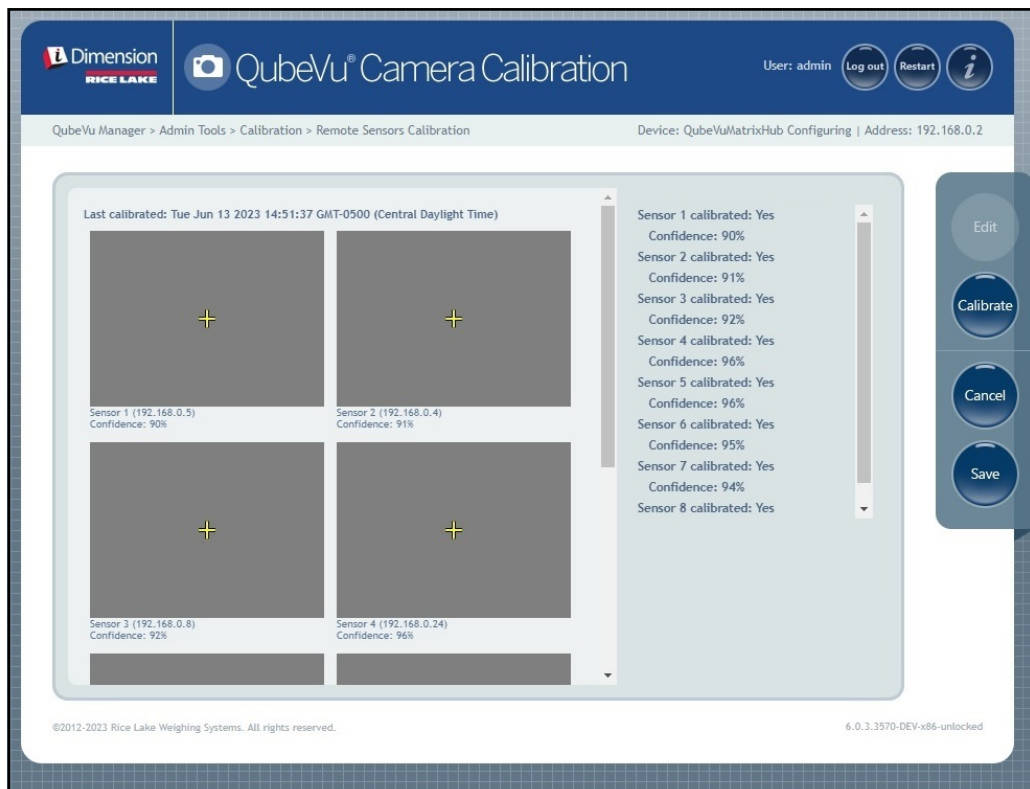 i Dimension
RICE LAKE
QubeVu® Camera Calibration
User: admin
Log out
Restart
i
QubeVu Manager > Admin Tools > Calibration > Remote Sensors Calibration
Device: QubeVuMatrixHub Configuring | Address: 192.168.0.2
Last calibrated: Tue Jun 13 2023 14:51:37 GMT-0500 (Central Daylight Time)
Sensor 1 (192.168.0.5)
Confidence: 90%
Sensor 2 (192.168.0.4)
Confidence: 91%
Sensor 3 (192.168.0.8)
Confidence: 92%
Sensor 4 (192.168.0.24)
Confidence: 96%
Sensor 1 calibrated: Yes
Confidence: 90%
Sensor 2 calibrated: Yes
Confidence: 91%
Sensor 3 calibrated: Yes
Confidence: 92%
Sensor 4 calibrated: Yes
Confidence: 96%
Sensor 5 calibrated: Yes
Confidence: 96%
Sensor 6 calibrated: Yes
Confidence: 95%
Sensor 7 calibrated: Yes
Confidence: 94%
Sensor 8 calibrated: Yes
Edit
Calibrate
Cancel
Save
©2012-2023 Rice Lake Weighing Systems. All rights reserved.
6.0.3.3570-DEV-x86-unlocked